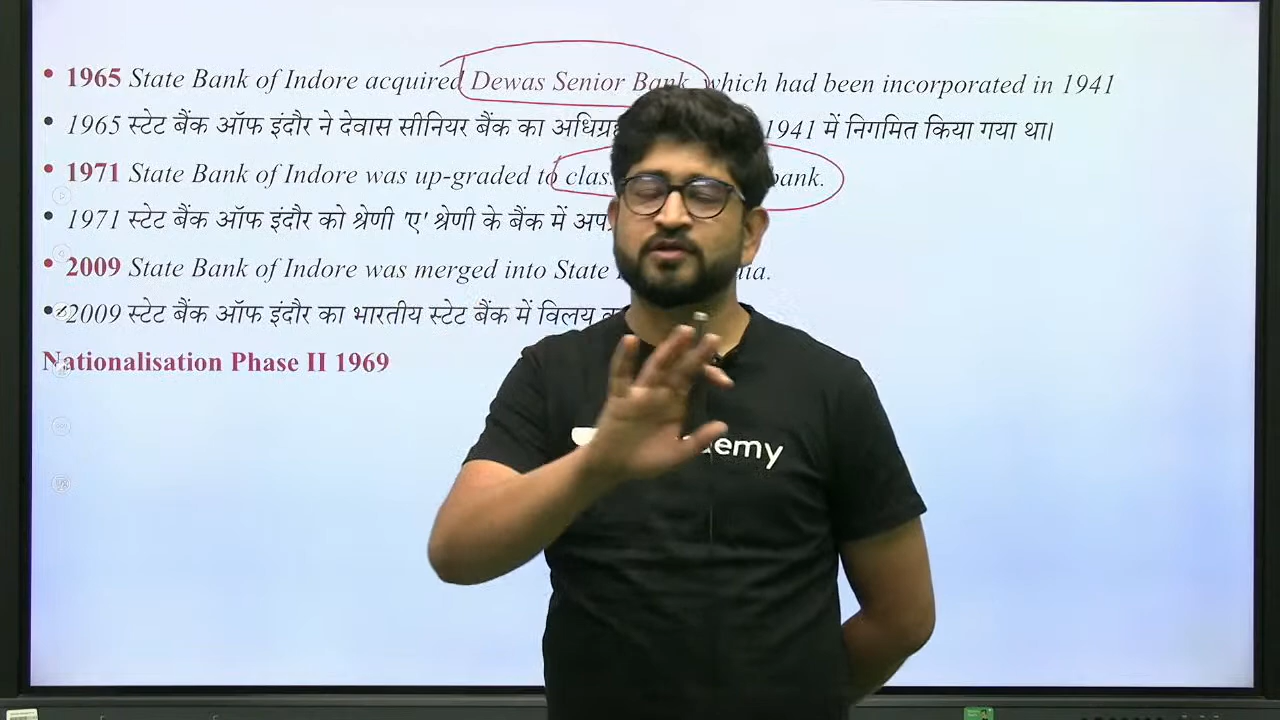 • 1965 State Bank of Indore acquired Dewas Senior Bank, which had been incorporated in 1941
• 1965 स्टेट बैंक ऑफ इंदौर ने देवास सीनियर बैंक का 1941 में निगमित किया गया था।
• 1971 State Bank of Indore was up-graded to bank.
• 1971 स्टेट बैंक ऑफ इंदौर को श्रेणी 'ए' श्रेणी के बैंक में
• 2009 State Bank of Indore was merged into State
• 2009 स्टेट बैंक ऑफ इंदौर का भारतीय स्टेट बैंक में विलय
Nationalisation Phase II 1969